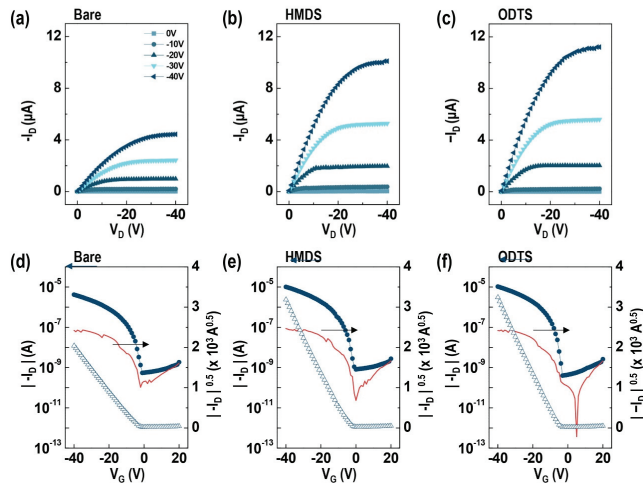 (a) Bare
12
8
4
0
-I_D (µA)
0V
-10V
-20V
-30V
-40V
0 -20 -40
V_D (V)
(b) HMDS
12
8
4
0
-I_D (µA)
0 -20 -40
V_D (V)
(c) ODTS
12
8
4
0
−I_D (µA)
0 -20 -40
V_D (V)
(d) Bare
10^-5
10^-7
10^-9
10^-11
10^-13
| -I_D | (A)
4
3
2
1
0
| -I_D |^0.5 (x 10^3 A^0.5)
-40 -20 0 20
V_G (V)
(e) HMDS
10^-5
10^-7
10^-9
10^-11
10^-13
| -I_D | (A)
4
3
2
1
0
| -I_D |^0.5 (x 10^3 A^0.5)
-40 -20 0 20
V_G (V)
(f) ODTS
10^-5
10^-7
10^-9
10^-11
10^-13
| -I_D | (A)
4
3
2
1
0
| −I_D |^0.5 (x 10^3 A^0.5)
-40 -20 0 20
V_G (V)